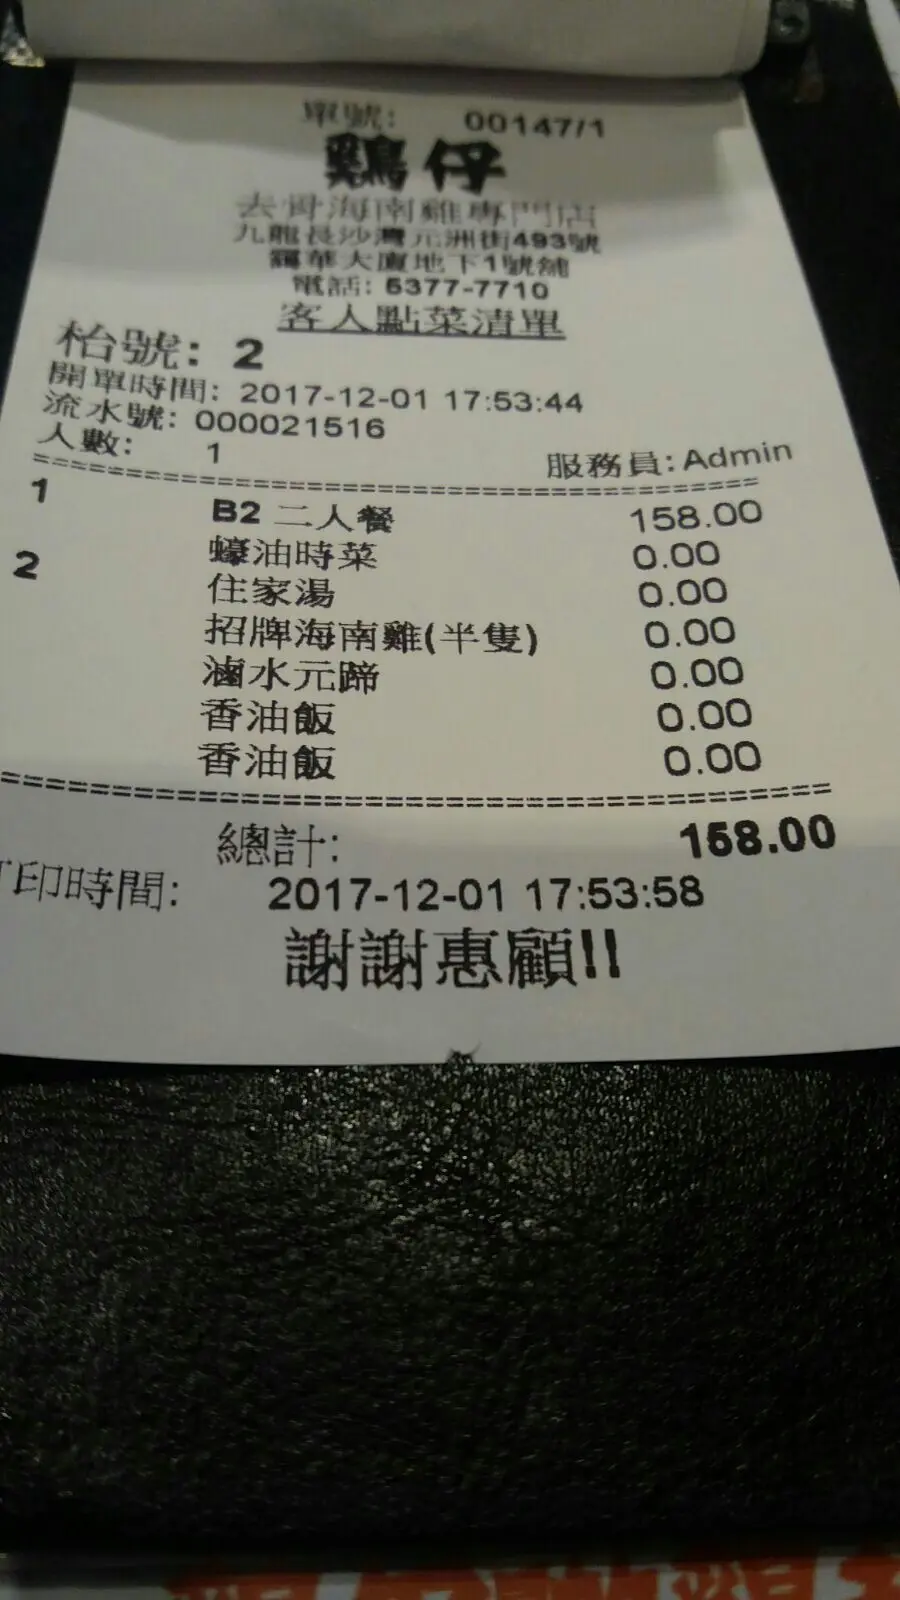 單號: 00147/1
鷄仔
去骨海南雞專門店
九龍長沙灣元洲街493號
寶華大廈地下1號舖
電話: 5377-7710
客人點菜清單
枱號: 2
開單時間: 2017-12-01 17:53:44
流水號: 000021516
人數: 1 服務員: Admin
1 B2 二人餐 158.00
蠔油時菜 0.00
2 住家湯 0.00
招牌海南雞(半隻) 0.00
滷水元蹄 0.00
香油飯 0.00
香油飯 0.00
總計: 158.00
印時間: 2017-12-01 17:53:58
謝謝惠顧!!